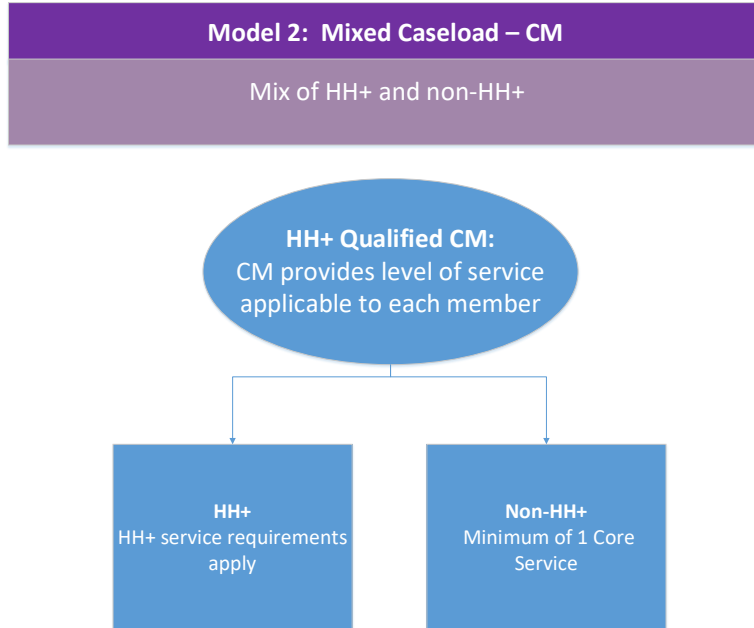 Model 2:  Mixed Caseload – CM
Mix of HH+ and non-HH+
HH+ Qualified CM:
CM provides level of service
applicable to each member
HH+
HH+ service requirements
apply
Non-HH+
Minimum of 1 Core
Service